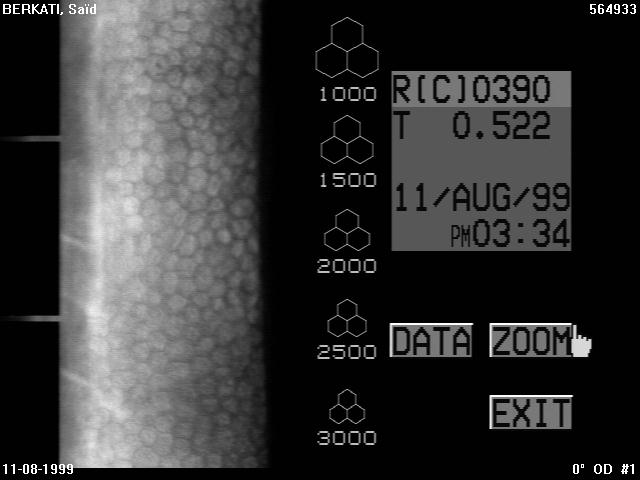 BERKATI, Saïd
564933
1000
1500
2000
2500
3000
R[C]0390
T 0.522
11/AUG/99
PM03:34
DATA
ZOOM
EXIT
11-08-1999
0° OD #1